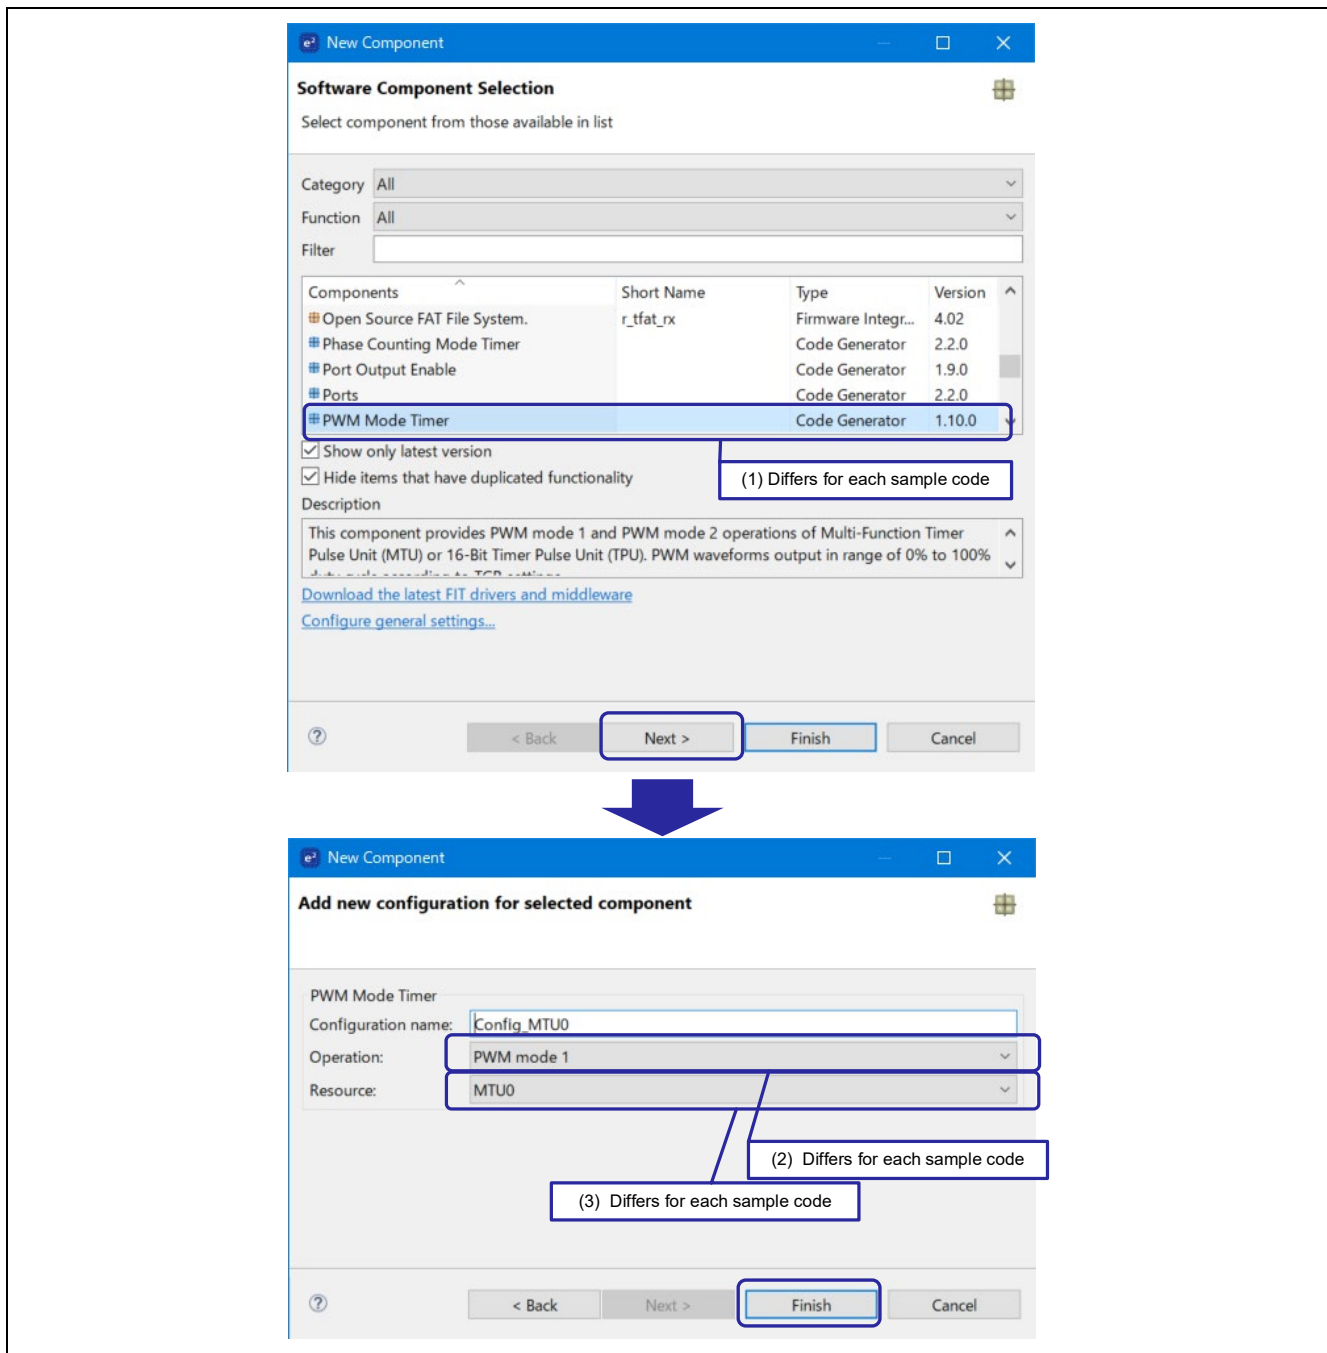 e² New Component
Software Component Selection
Select component from those available in list
Category All
Function All
Filter
Components Short Name Type Version
Open Source FAT File System. r_tfat_rx Firmware Integr... 4.02
Phase Counting Mode Timer Code Generator 2.2.0
Port Output Enable Code Generator 1.9.0
Ports Code Generator 2.2.0
PWM Mode Timer Code Generator 1.10.0
Show only latest version
Hide items that have duplicated functionality
(1) Differs for each sample code
Description
This component provides PWM mode 1 and PWM mode 2 operations of Multi-Function Timer
Pulse Unit (MTU) or 16-Bit Timer Pulse Unit (TPU). PWM waveforms output in range of 0% to 100%
Download the latest FIT drivers and middleware
Configure general settings...
? < Back Next > Finish Cancel
e² New Component
Add new configuration for selected component
PWM Mode Timer
Configuration name: Config_MTU0
Operation: PWM mode 1
Resource: MTU0
(2) Differs for each sample code
(3) Differs for each sample code
? < Back Next > Finish Cancel